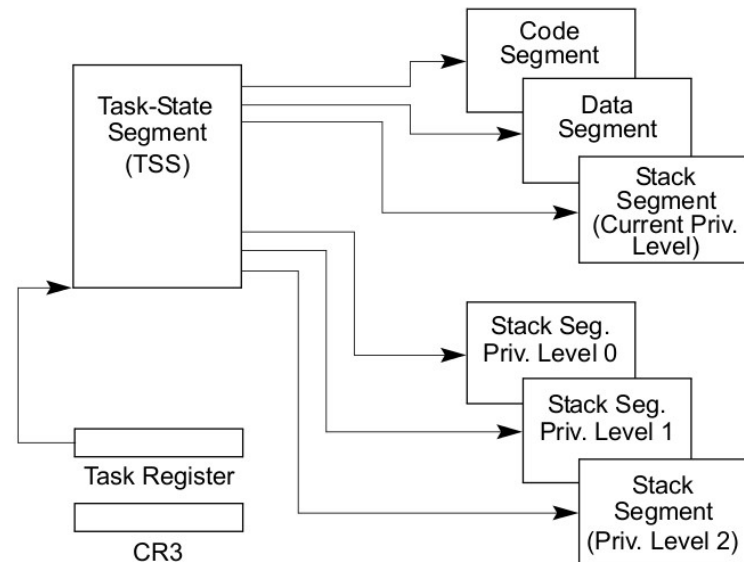 Code
Segment
Task-State
Segment
(TSS)
Data
Segment
Stack
Segment
(Current Priv.
Level)
Stack Seg.
Priv. Level 0
Stack Seg.
Priv. Level 1
Task Register
Stack
Segment
(Priv. Level 2)
CR3